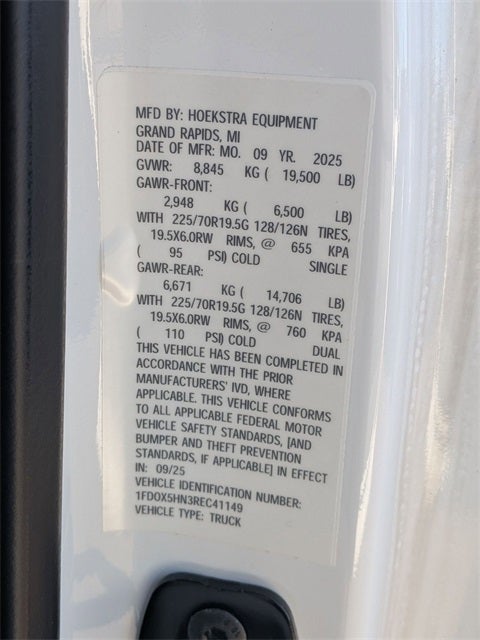 MFD BY: HOEKSTRA EQUIPMENT
GRAND RAPIDS, MI
DATE OF MFR: MO. 09 YR. 2025
GVWR: 8,845 KG ( 19,500 LB)
GAWR-FRONT:
2,948 KG ( 6,500 LB)
WITH 225/70R19.5G 128/126N TIRES,
19.5X6.0RW RIMS, @ 655 KPA
( 95 PSI) COLD SINGLE
GAWR-REAR:
6,671 KG ( 14,706 LB)
WITH 225/70R19.5G 128/126N TIRES,
19.5X6.0RW RIMS, @ 760 KPA
( 110 PSI) COLD DUAL
THIS VEHICLE HAS BEEN COMPLETED IN
ACCORDANCE WITH THE PRIOR
MANUFACTURERS' IVD, WHERE
APPLICABLE. THIS VEHICLE CONFORMS
TO ALL APPLICABLE FEDERAL MOTOR
VEHICLE SAFETY STANDARDS, [AND
BUMPER AND THEFT PREVENTION
STANDARDS, IF APPLICABLE] IN EFFECT
IN: 09/25
VEHICLE IDENTIFICATION NUMBER:
1FD0X5HN3REC41149
VEHICLE TYPE: TRUCK